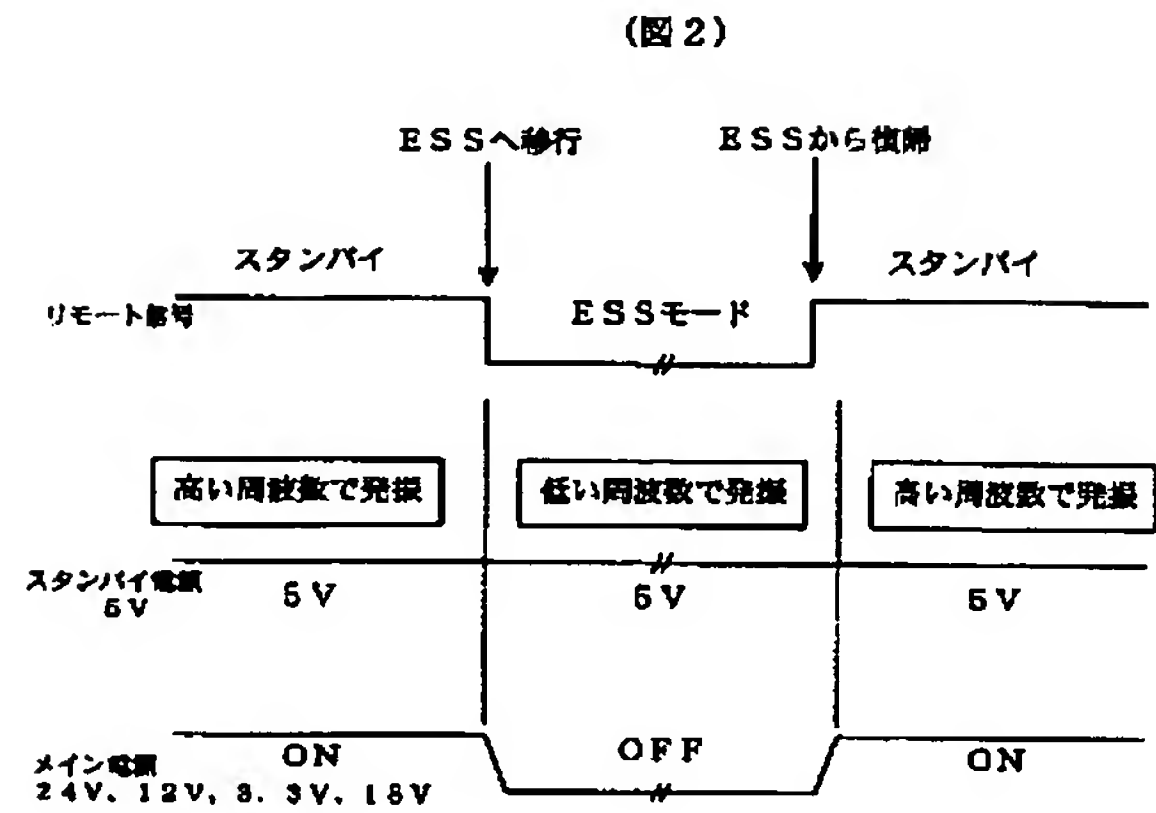 (図2)
ESSへ移行
ESSから復帰
スタンバイ
スタンバイ
リモート信号
ESSモード
高い周波数で発振
低い周波数で発振
高い周波数で発振
スタンバイ電源
5V
5V
5V
5V
ON
OFF
ON
メイン電源
24V、12V,3.3V、